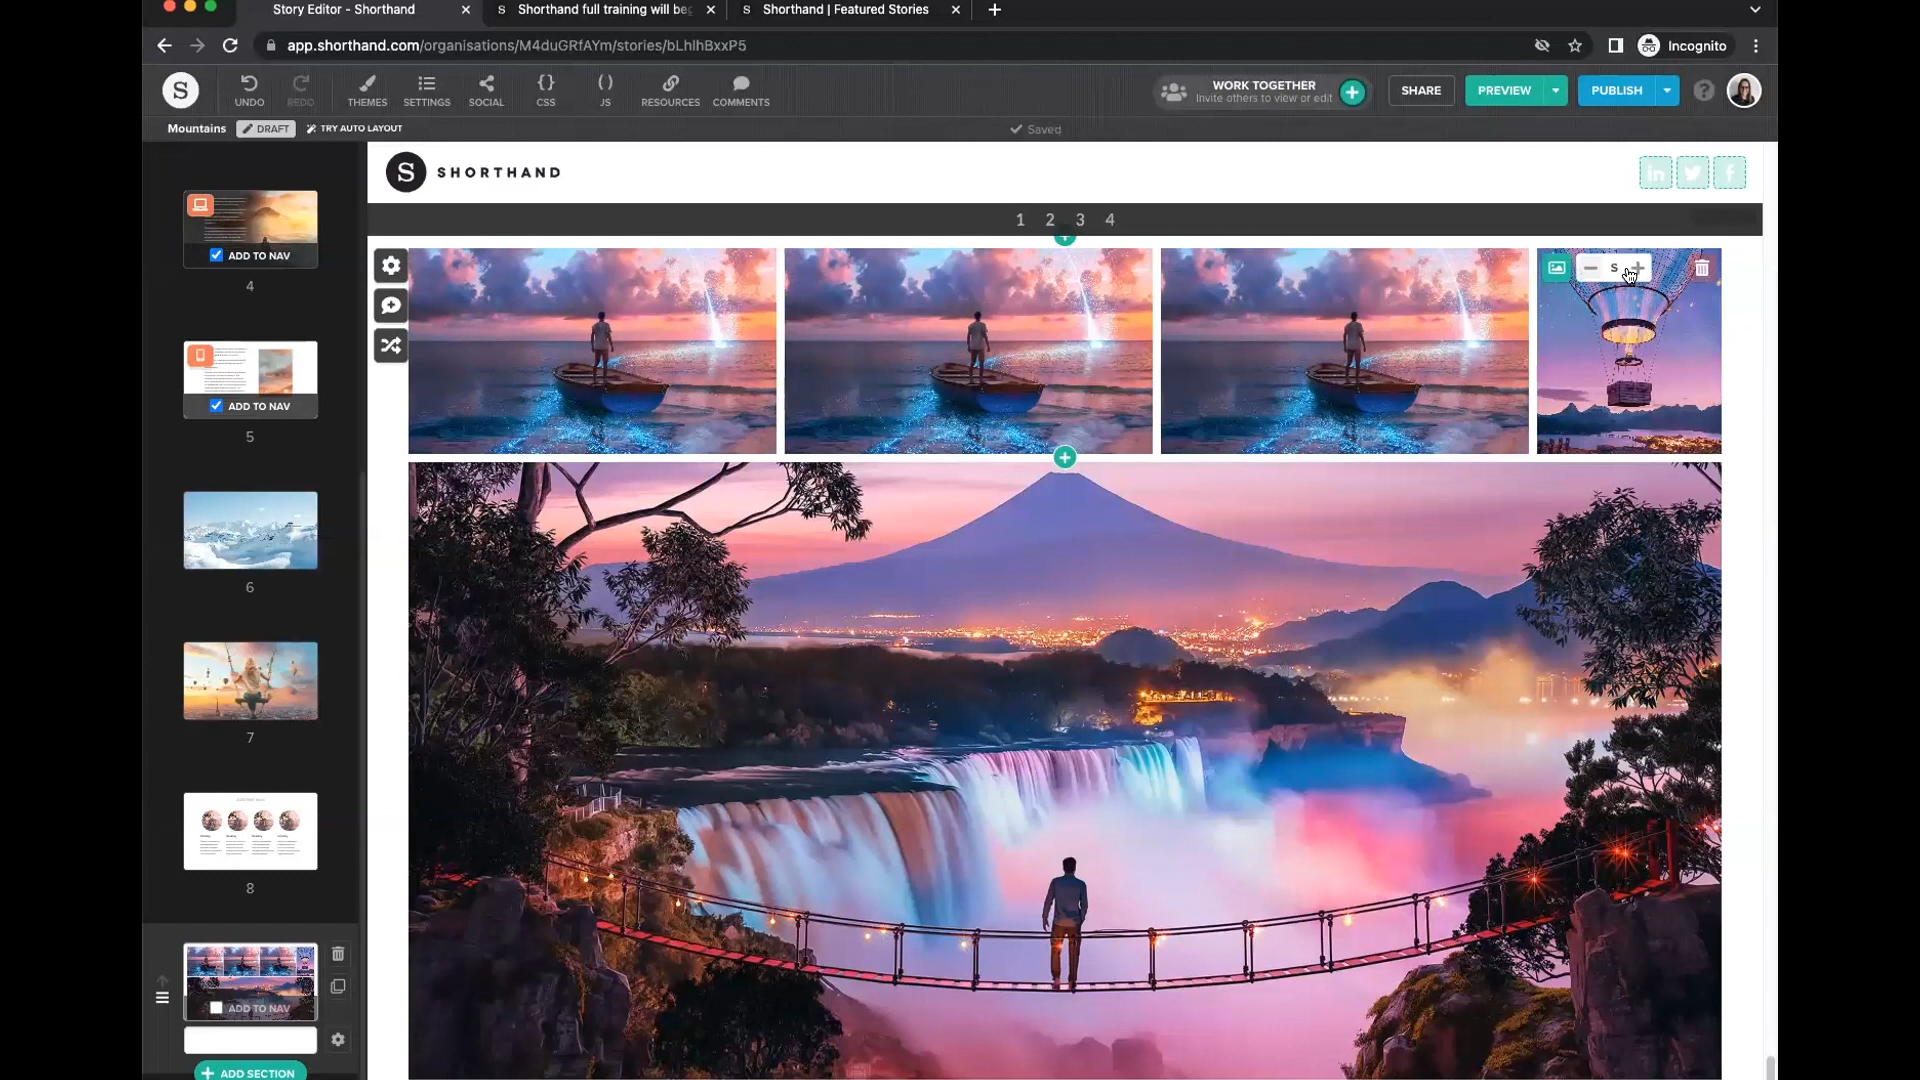 Story Editor - Shorthand
Shorthand full training will be
Shorthand | Featured Stories
app.shorthand.com/organisations/M4duGRfAYm/stories/bLhlhBxxP5
Incognito
UNDO
REDO
THEMES
SETTINGS
SOCIAL
CSS
JS
RESOURCES
COMMENTS
WORK TOGETHER
Invite others to view or edit
SHARE
PREVIEW
PUBLISH
Mountains
DRAFT
TRY AUTO LAYOUT
Saved
SHORTHAND
1 2 3 4
S
ADD TO NAV
4
ADD TO NAV
5
6
7
8
ADD TO NAV
ADD SECTION